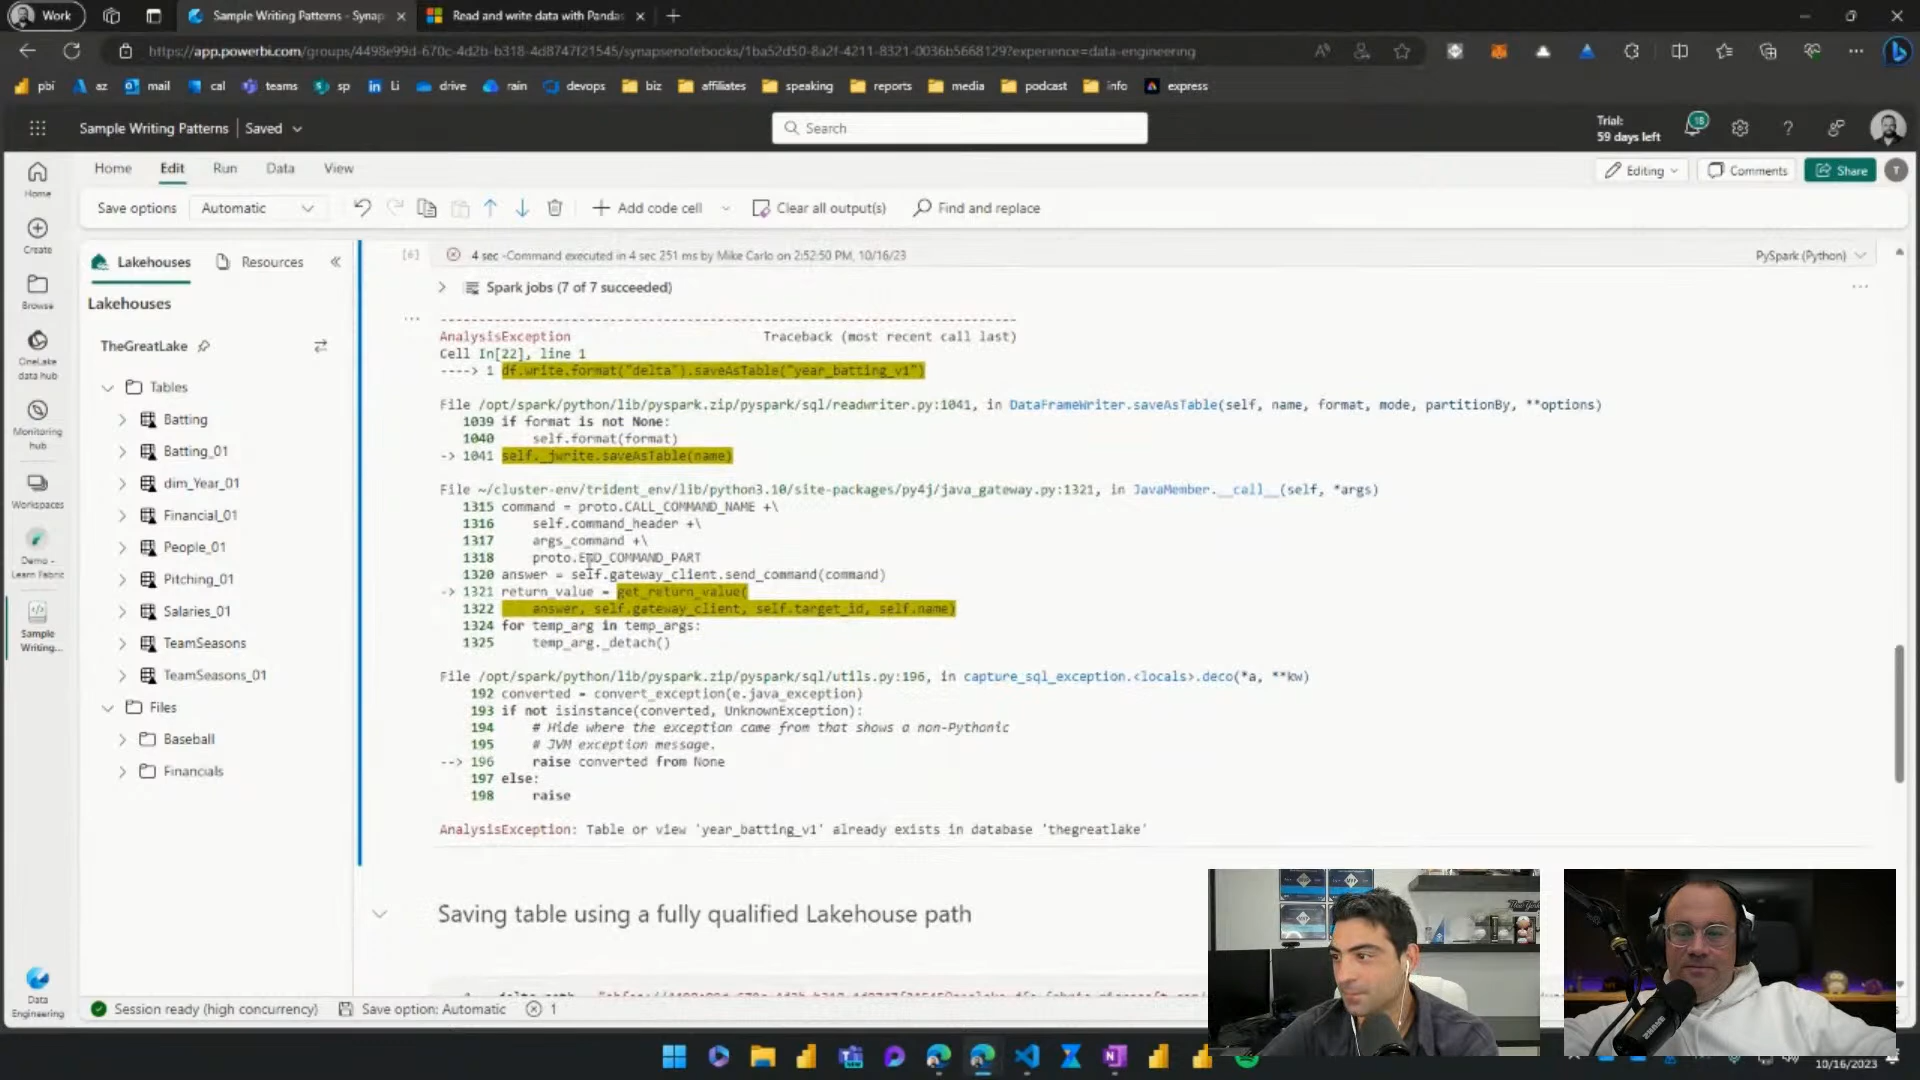 Work
Sample Writing Patterns - Synap
Read and write data with Pandas
https://app.powerbi.com/groups/4498e99d-670c-4d2b-b318-4d8747f21545/synapsenotebooks/1ba52d50-8a2f-4211-8321-0036b5668129?experience=data-engineering
pbi az mail cal teams sp Li drive rain devops biz affiliates speaking reports media podcast info express
Sample Writing Patterns | Saved
Search
Trial:
59 days left
18
Home Edit Run Data View
Editing Comments Share
T
Save options Automatic
Add code cell Clear all output(s) Find and replace
Home
Create
Browse
OneLake
data hub
Monitoring
hub
Workspaces
Demo -
Learn Fabric
Sample
Writing...
Data
Engineering
Lakehouses Resources
Lakehouses
TheGreatLake
Tables
Batting
Batting_01
dim_Year_01
Financial_01
People_01
Pitching_01
Salaries_01
TeamSeasons
TeamSeasons_01
Files
Baseball
Financials
[6]
4 sec -Command executed in 4 sec 251 ms by Mike Carlo on 2:52:50 PM, 10/16/23
PySpark (Python)
Spark jobs (7 of 7 succeeded)
AnalysisException Traceback (most recent call last)
Cell In[22], line 1
----> 1 df.write.format("delta").saveAsTable("year_batting_v1")
File /opt/spark/python/lib/pyspark.zip/pyspark/sql/readwriter.py:1041, in DataFrameWriter.saveAsTable(self, name, format, mode, partitionBy, **options)
1039 if format is not None:
1040 self.format(format)
-> 1041 self._jwrite.saveAsTable(name)
File ~/cluster-env/trident_env/lib/python3.10/site-packages/py4j/java_gateway.py:1321, in JavaMember.__call__(self, *args)
1315 command = proto.CALL_COMMAND_NAME +\
1316 self.command_header +\
1317 args_command +\
1318 proto.END_COMMAND_PART
1320 answer = self.gateway_client.send_command(command)
-> 1321 return_value = get_return_value(
1322 answer, self.gateway_client, self.target_id, self.name)
1324 for temp_arg in temp_args:
1325 temp_arg._detach()
File /opt/spark/python/lib/pyspark.zip/pyspark/sql/utils.py:196, in capture_sql_exception.<locals>.deco(*a, **kw)
192 converted = convert_exception(e.java_exception)
193 if not isinstance(converted, UnknownException):
194 # Hide where the exception came from that shows a non-Pythonic
195 # JVM exception message.
--> 196 raise converted from None
197 else:
198 raise
AnalysisException: Table or view 'year_batting_v1' already exists in database 'thegreatlake'
Saving table using a fully qualified Lakehouse path
Session ready (high concurrency) Save option: Automatic 1
10/16/2023